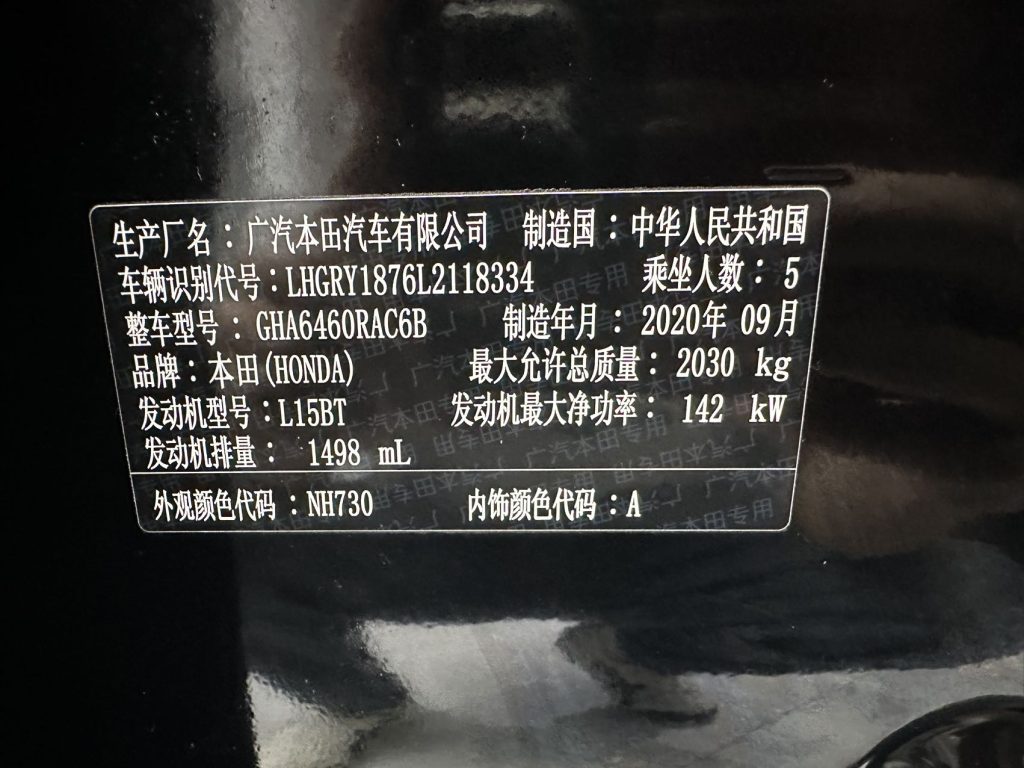 生产厂名：广汽本田汽车有限公司 制造国：中华人民共和国
车辆识别代号：LHGRY1876L2118334 乘坐人数：5
整车型号：GHA6460RAC6B 制造年月：2020年09月
品牌：本田(HONDA) 最大允许总质量：2030 kg
发动机型号：L15BT 发动机最大净功率：142 kW
发动机排量：1498 mL
外观颜色代码：NH730 内饰颜色代码：A